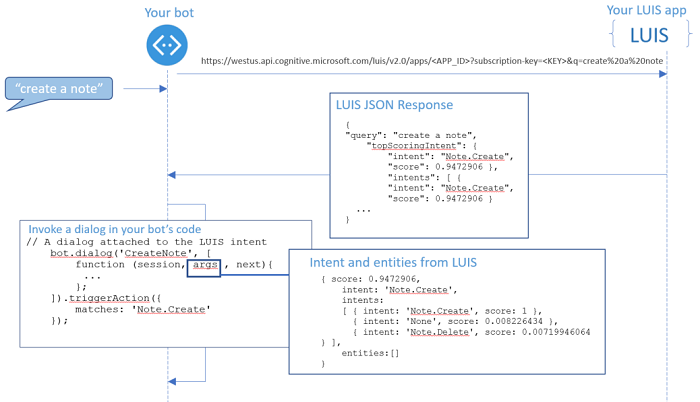 Your bot
Your LUIS app
LUIS
https://westus.api.cognitive.microsoft.com/luis/v2.0/apps/<APP_ID>?subscription-key=<KEY>&q=create%20a%20note
“create a note”
LUIS JSON Response
{
"query": "create a note",
"topScoringIntent": {
"intent": "Note.Create",
"score": 0.9472906 },
"intents": [ {
"intent": "Note.Create",
"score": 0.9472906 }
...
}
Invoke a dialog in your bot’s code
// A dialog attached to the LUIS intent
bot.dialog('CreateNote', [
function (session, args , next){
...
};
]).triggerAction({
matches: 'Note.Create'
});
Intent and entities from LUIS
{ score: 0.9472906,
intent: 'Note.Create',
intents:
[ { intent: 'Note.Create', score: 1 },
{ intent: 'None', score: 0.008226434 },
{ intent: 'Note.Delete', score: 0.00719946064
} ],
entities:[]
}